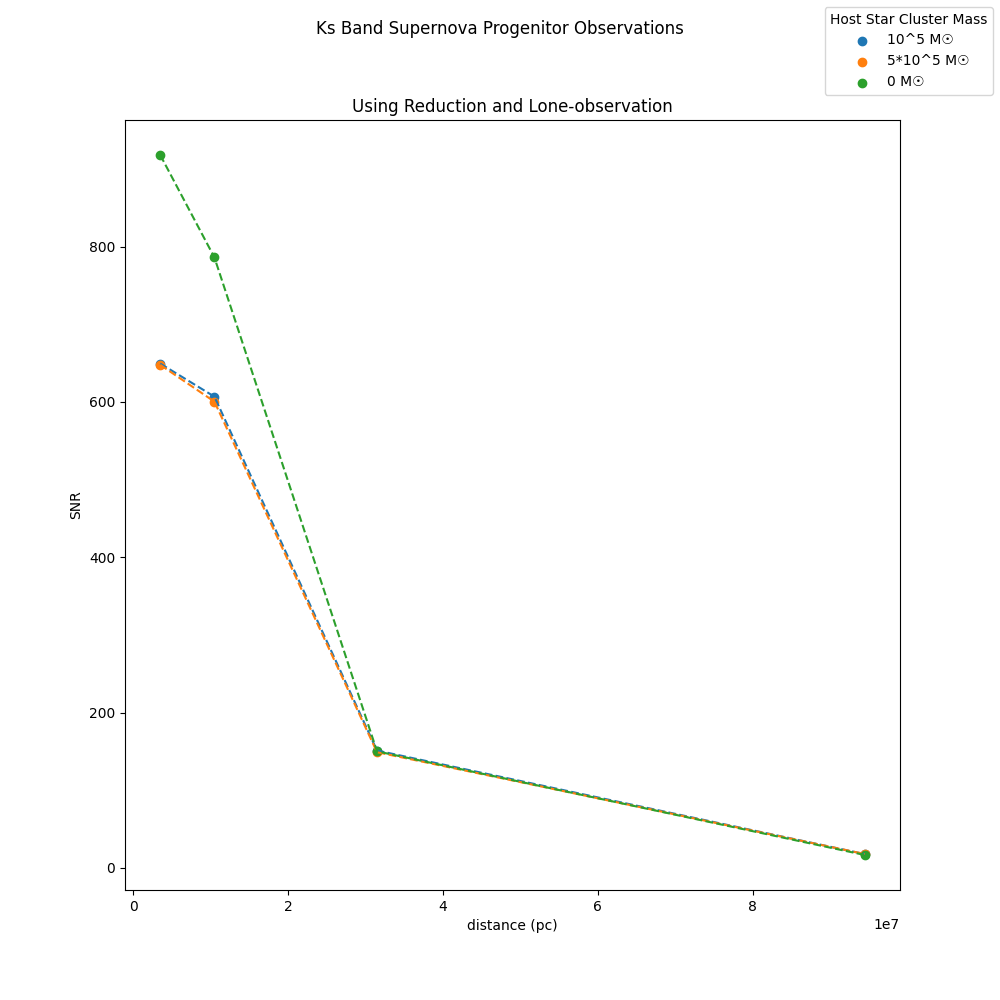 Ks Band Supernova Progenitor Observations
Host Star Cluster Mass
10^5 M☉
5*10^5 M☉
0 M☉
Using Reduction and Lone-observation
800
600
400
200
0
SNR
0
2
4
6
8
1e7
distance (pc)